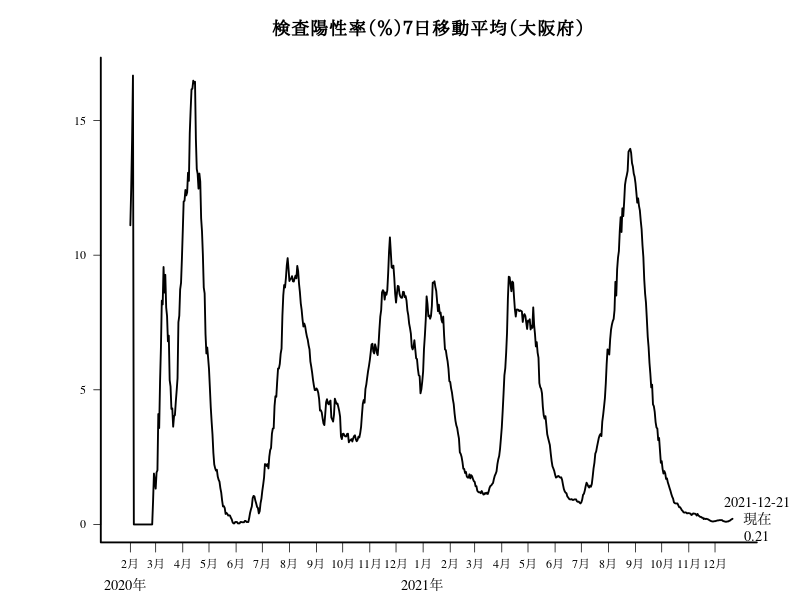 検査陽性率(%)7日移動平均(大阪府)
15
10
5
0
2021-12-21
現在
0.21
2月 3月 4月 5月 6月 7月 8月 9月 10月 11月 12月 1月 2月 3月 4月 5月 6月 7月 8月 9月 10月 11月 12月
2020年 2021年